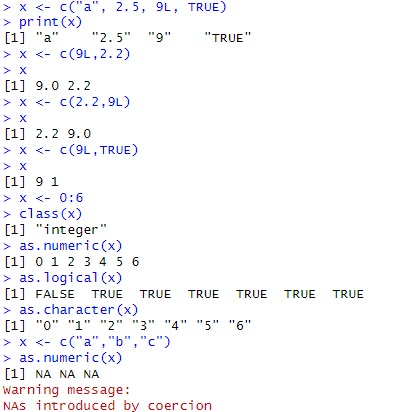 > x <- c("a", 2.5, 9L, TRUE)
> print(x)
[1] "a"    "2.5"  "9"    "TRUE"
> x <- c(9L,2.2)
> x
[1] 9.0 2.2
> x <- c(2.2,9L)
> x
[1] 2.2 9.0
> x <- c(9L,TRUE)
> x
[1] 9 1
> x <- 0:6
> class(x)
[1] "integer"
> as.numeric(x)
[1] 0 1 2 3 4 5 6
> as.logical(x)
[1] FALSE  TRUE  TRUE  TRUE  TRUE  TRUE  TRUE
> as.character(x)
[1] "0" "1" "2" "3" "4" "5" "6"
> x <- c("a","b","c")
> as.numeric(x)
[1] NA NA NA
Warning message:
NAs introduced by coercion